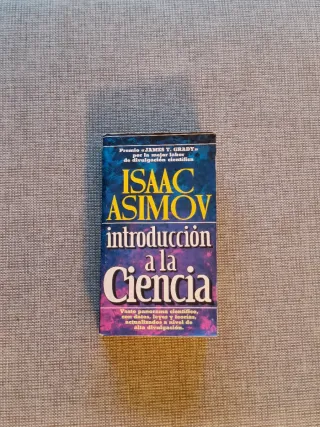 Premio «JAMES T. GRADY»
por la mejor labor
de divulgación científica
ISAAC
ASIMOV
introducción
a la
Ciencia
Vasto panorama científico,
con datos, leyes y teorías,
actualizados a nivel de
alta divulgación.